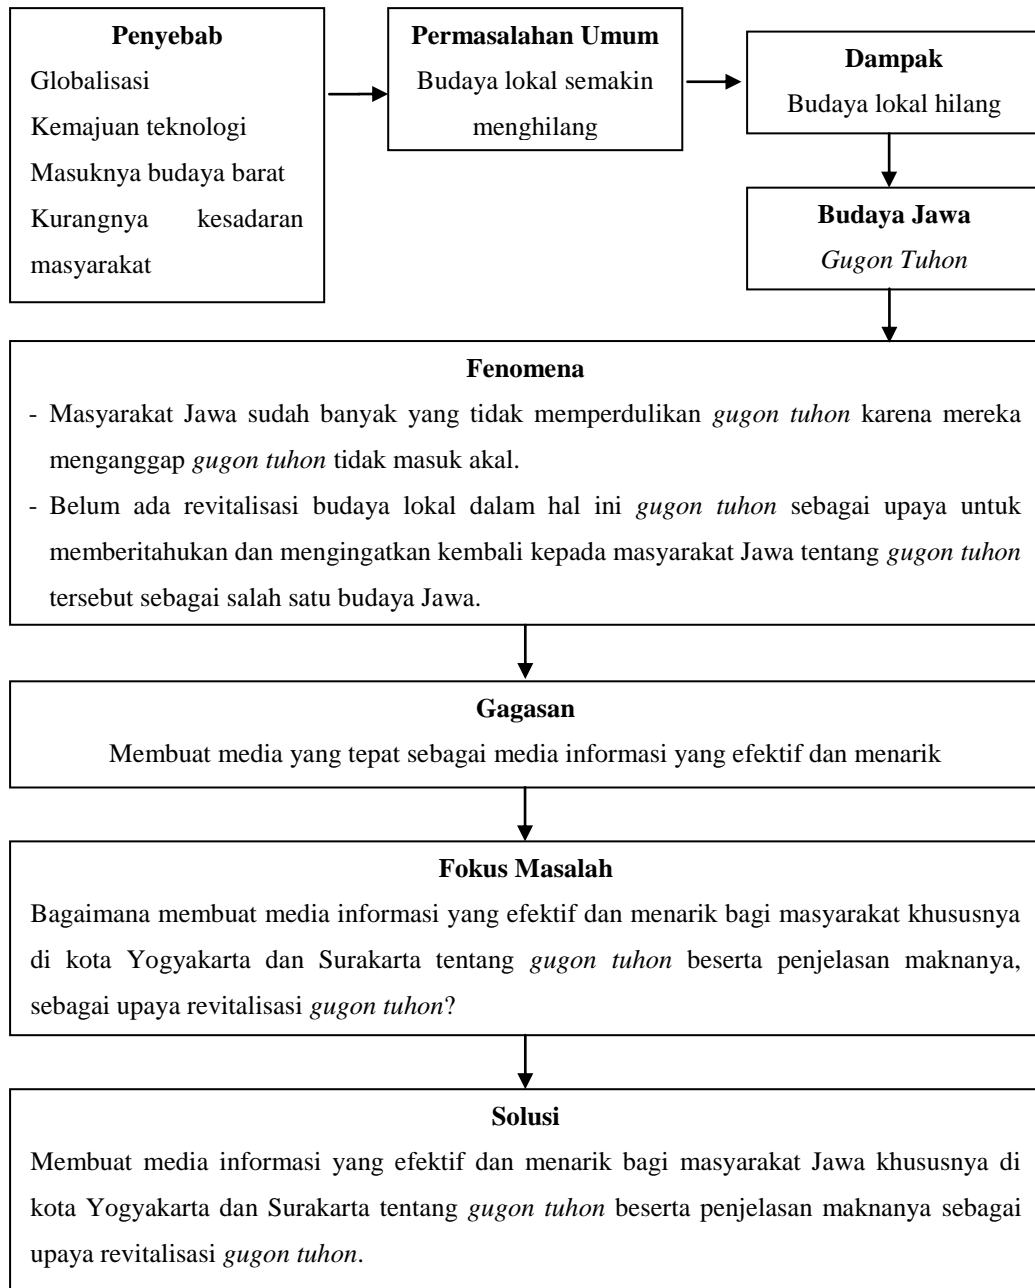 Penyebab
Globalisasi
Kemajuan teknologi
Masuknya budaya barat
Kurangnya kesadaran
masyarakat
Permasalahan Umum
Budaya lokal semakin
menghilang
Dampak
Budaya lokal hilang
Budaya Jawa
Gugon Tuhon
Fenomena
- Masyarakat Jawa sudah banyak yang tidak memperdulikan gugon tuhon karena mereka
menganggap gugon tuhon tidak masuk akal.
- Belum ada revitalisasi budaya lokal dalam hal ini gugon tuhon sebagai upaya untuk
memberitahukan dan mengingatkan kembali kepada masyarakat Jawa tentang gugon tuhon
tersebut sebagai salah satu budaya Jawa.
Gagasan
Membuat media yang tepat sebagai media informasi yang efektif dan menarik
Fokus Masalah
Bagaimana membuat media informasi yang efektif dan menarik bagi masyarakat khususnya
di kota Yogyakarta dan Surakarta tentang gugon tuhon beserta penjelasan maknanya,
sebagai upaya revitalisasi gugon tuhon?
Solusi
Membuat media informasi yang efektif dan menarik bagi masyarakat Jawa khususnya di
kota Yogyakarta dan Surakarta tentang gugon tuhon beserta penjelasan maknanya sebagai
upaya revitalisasi gugon tuhon.